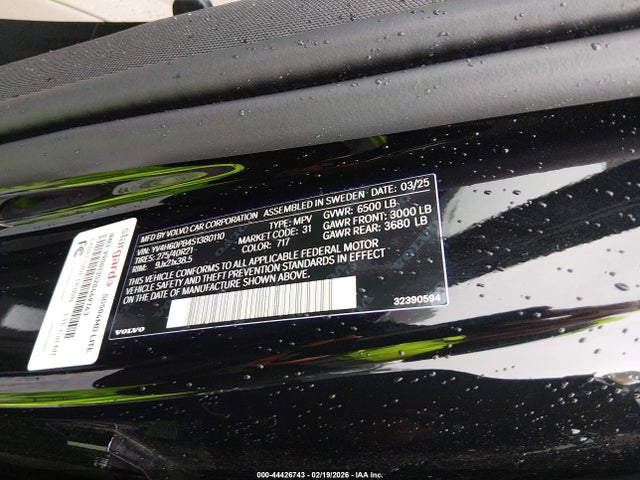 MFD BY: VOLVO CAR CORPORATION ASSEMBLED IN SWEDEN DATE: 03/25
VIN: YV4H60PB4S1380110 TYPE: MPV GVWR: 6500 LB
TIRES: 275/40R21 MARKET CODE: 31 GAWR FRONT: 3000 LB
RIM: 9Jx21x38.5 COLOR: 717 GAWR REAR: 3680 LB
THIS VEHICLE CONFORMS TO ALL APPLICABLE FEDERAL MOTOR
VEHICLE SAFETY AND THEFT PREVENTION STANDARDS IN EFFECT ON
THE DATE OF MANUFACTURE SHOWN ABOVE.
VOLVO
32390594
stargard
FC
000-44426743 - 02/19/2026 - IAA Inc.